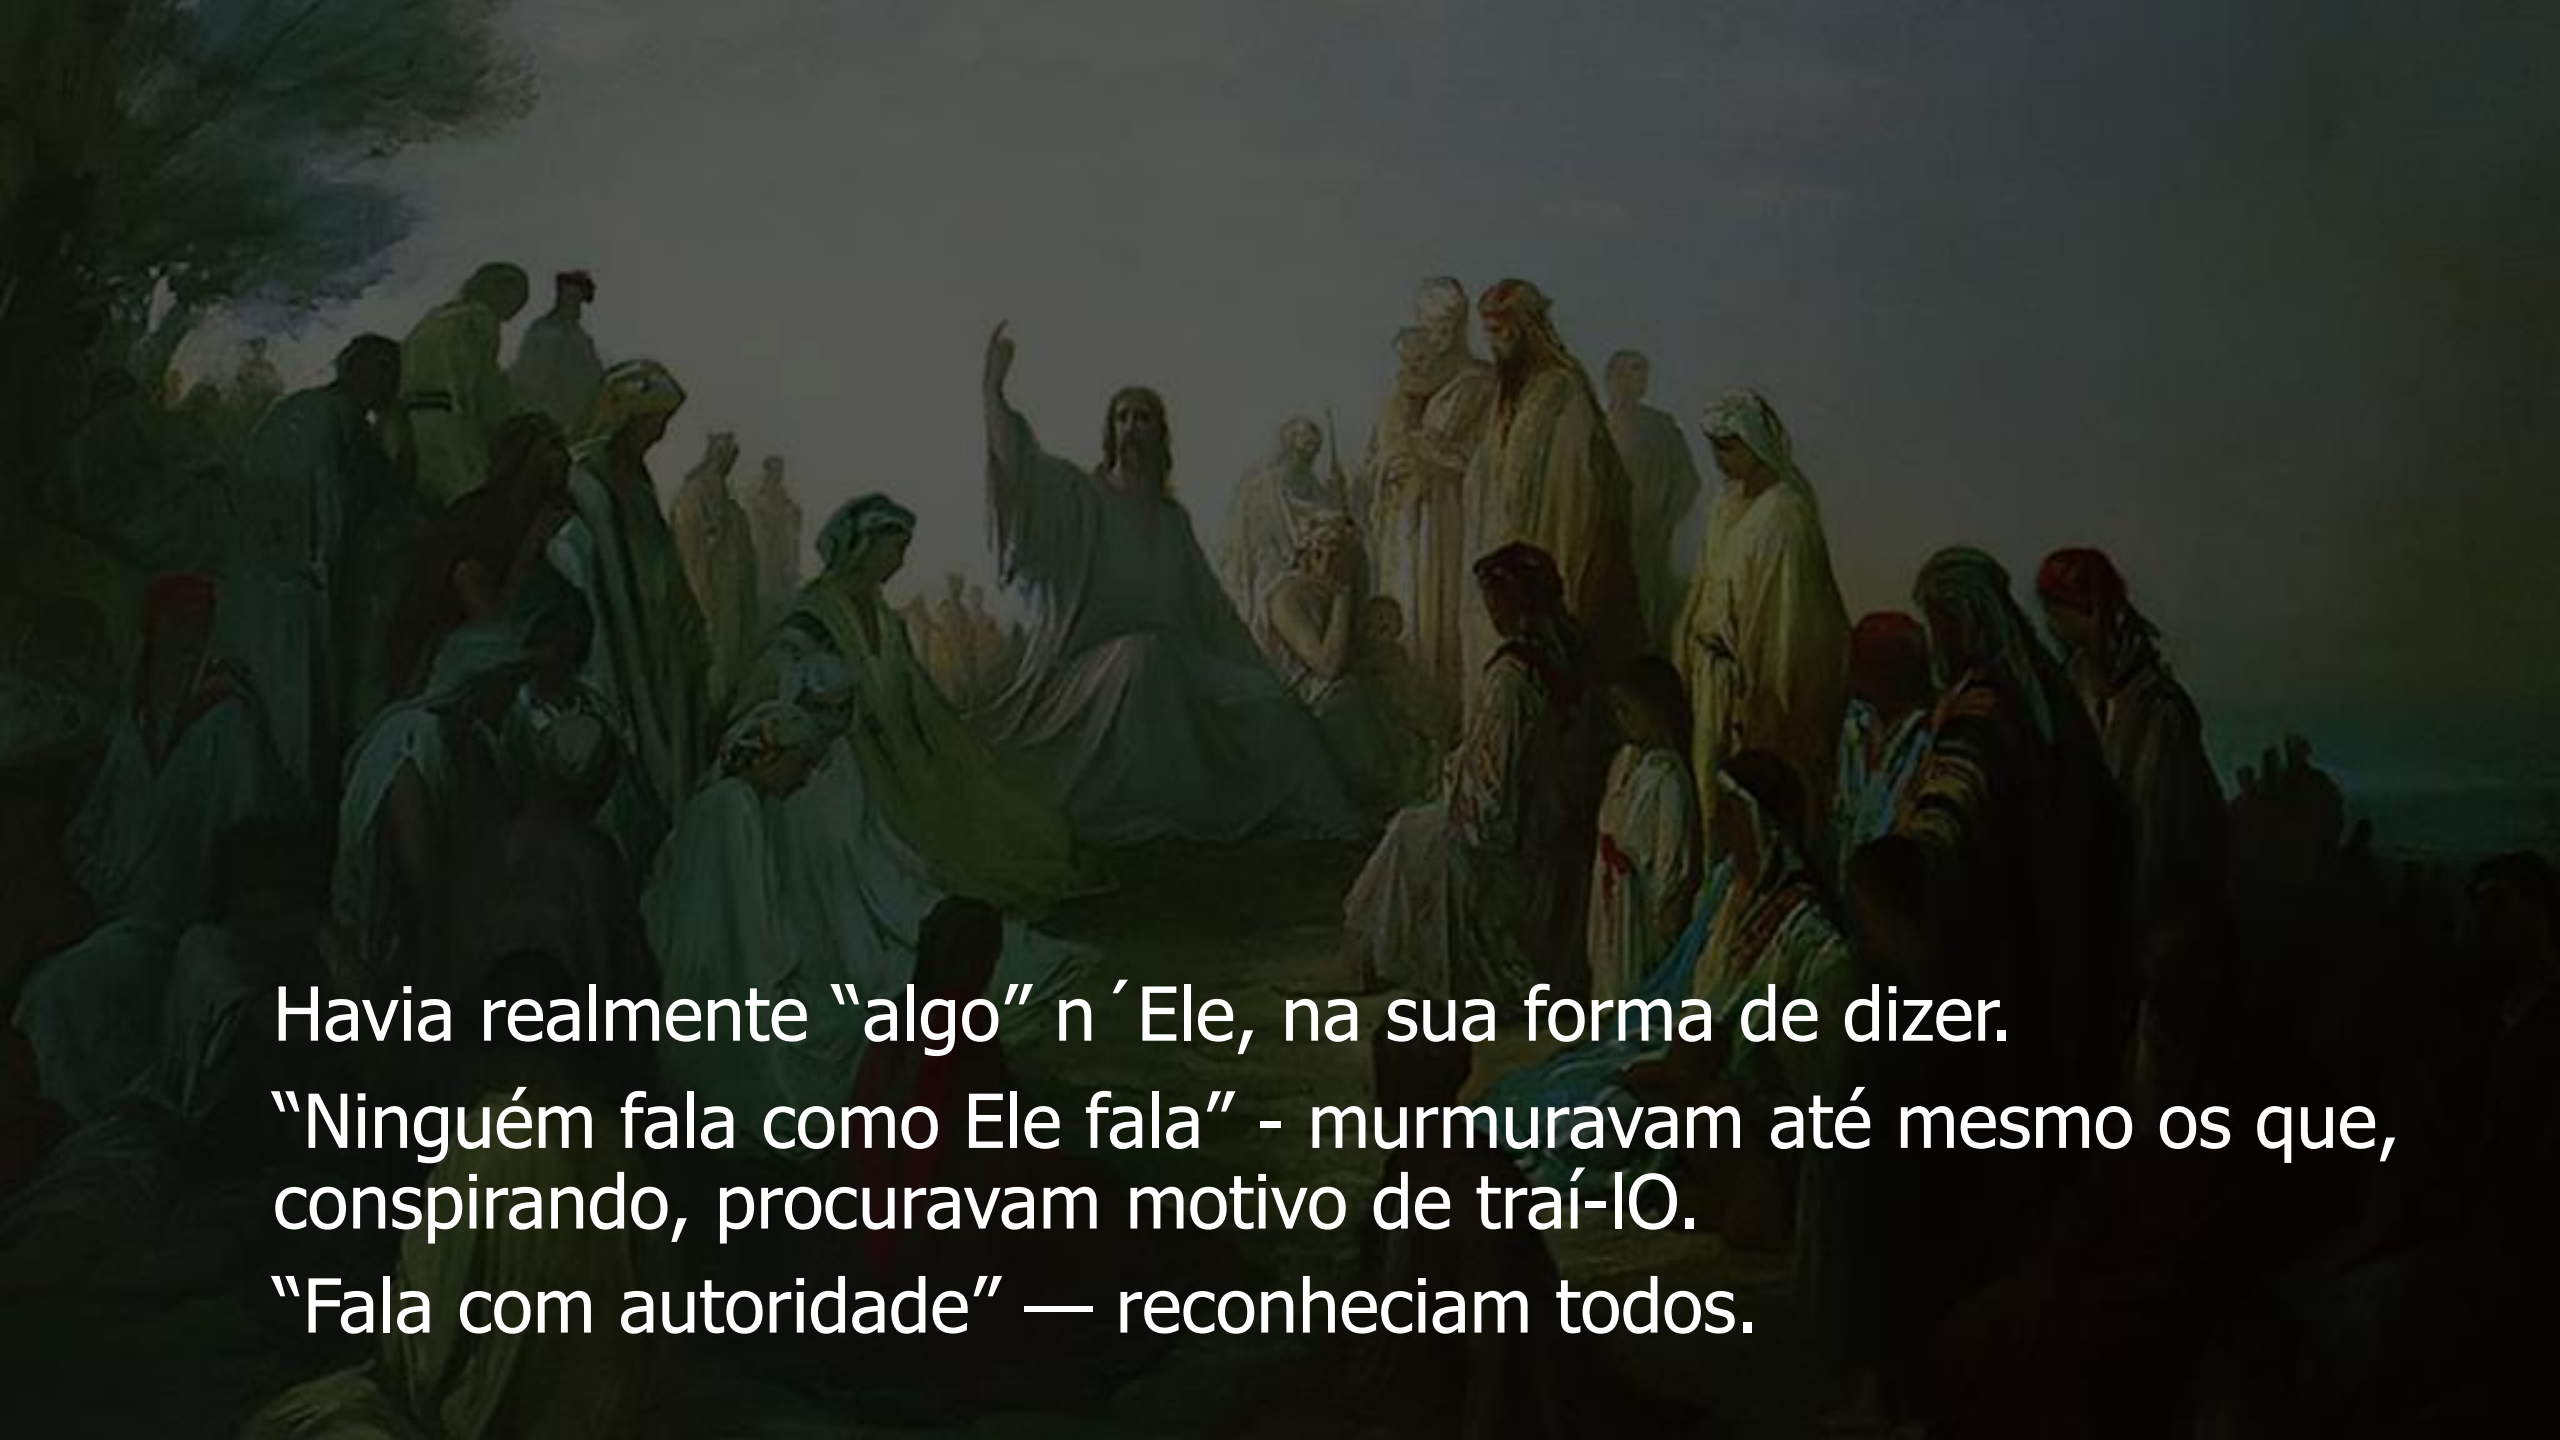 Havia realmente “algo” n´Ele, na sua forma de dizer.
“Ninguém fala como Ele fala” - murmuravam até mesmo os que,
conspirando, procuravam motivo de traí-lO.
“Fala com autoridade” — reconheciam todos.